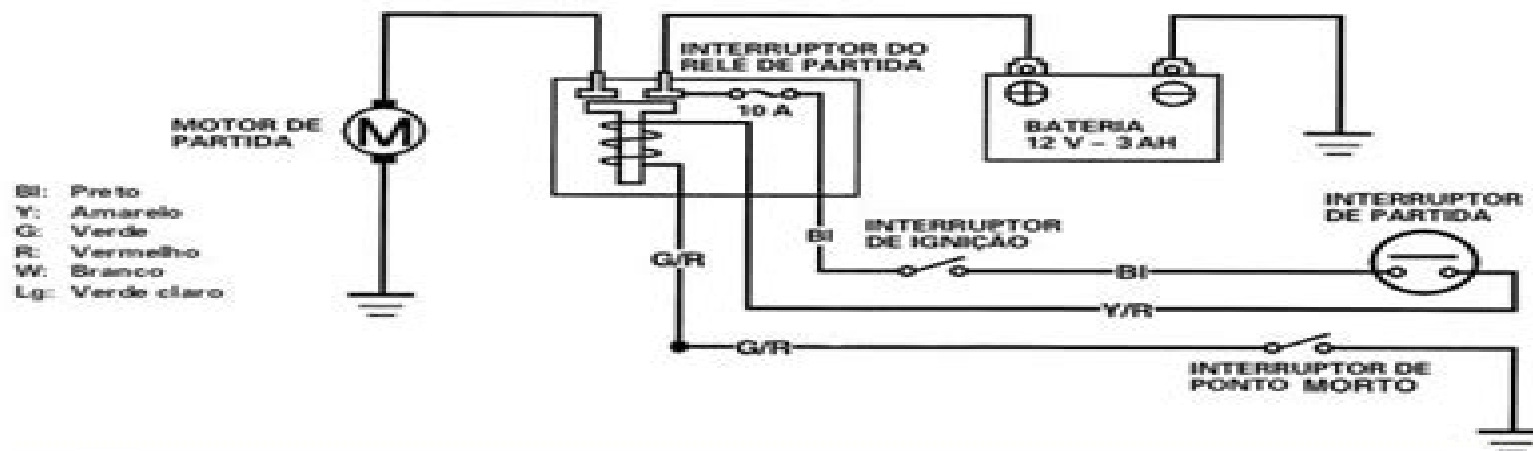 INTERRUPTOR DO
RELÉ DE PARTIDA
10 A
MOTOR DE
PARTIDA
M
BATERIA
12 V – 3 AH
Bl: Preto
Y: Amarelo
G: Verde
R: Vermelho
W: Branco
Lg: Verde claro
INTERRUPTOR
DE PARTIDA
INTERRUPTOR
DE IGNIÇÃO
Bl
G/R
Bl
Y/R
G/R
INTERRUPTOR DE
PONTO MORTO